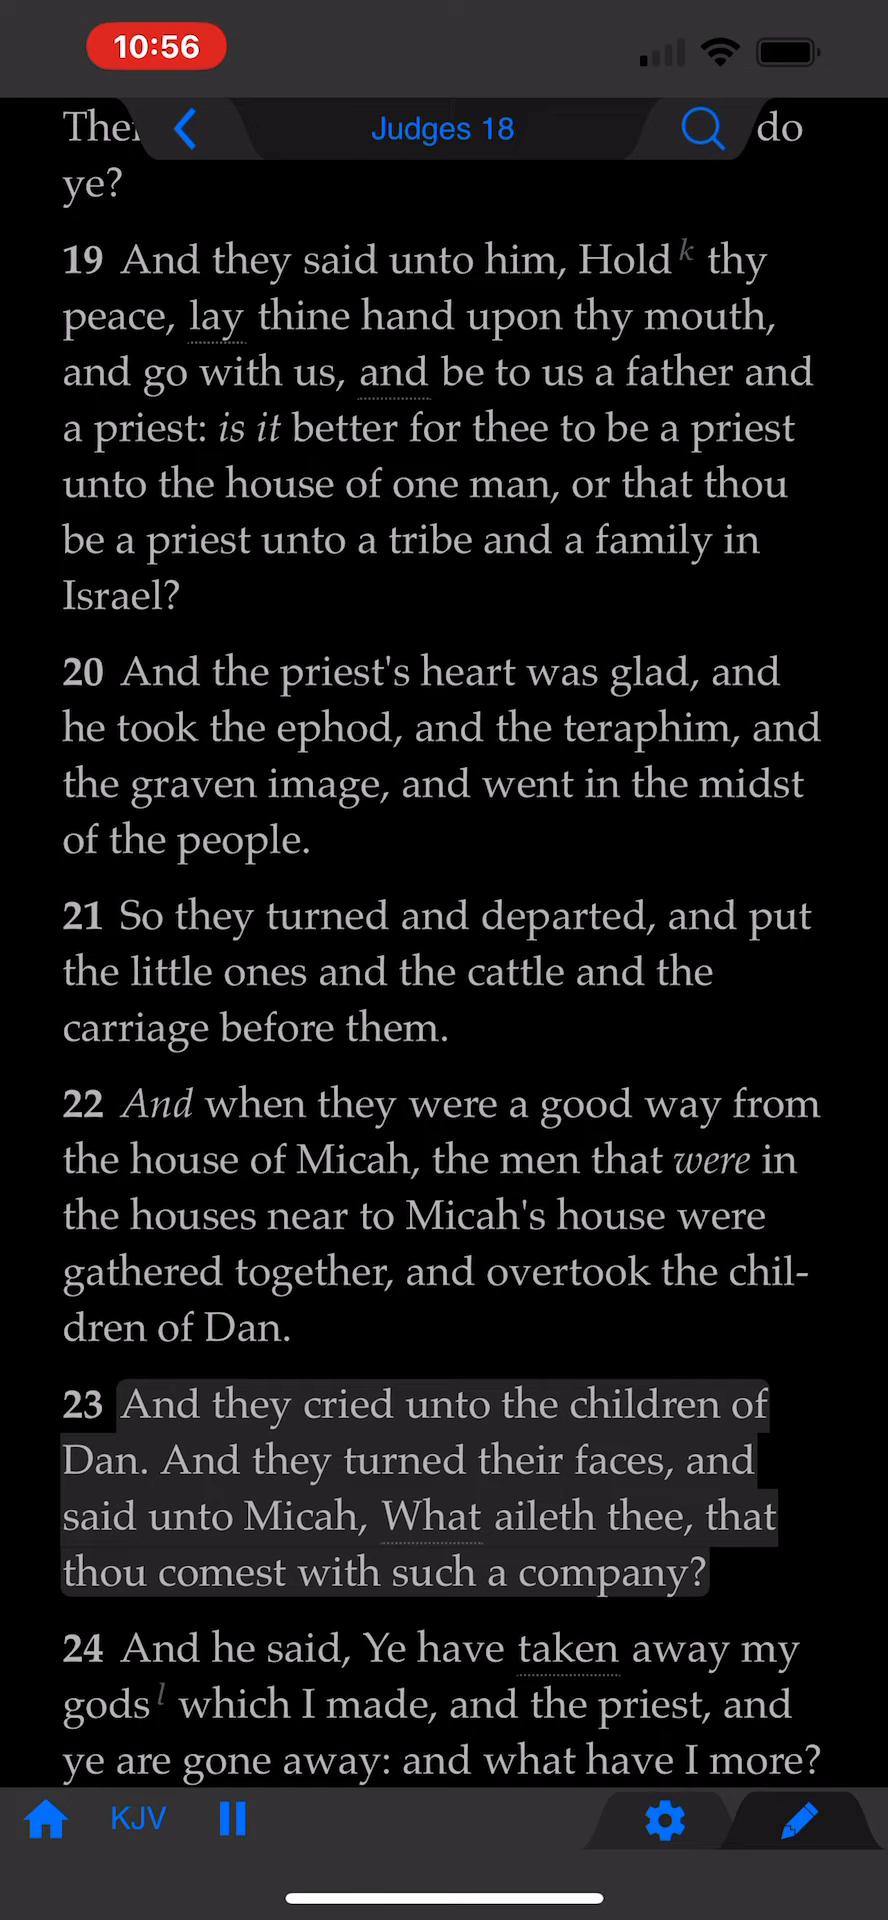 10:56
Judges 18
do
ye?
19 And they said unto him, Hold k thy
peace, lay thine hand upon thy mouth,
and go with us, and be to us a father and
a priest: is it better for thee to be a priest
unto the house of one man, or that thou
be a priest unto a tribe and a family in
Israel?
20 And the priest's heart was glad, and
he took the ephod, and the teraphim, and
the graven image, and went in the midst
of the people.
21 So they turned and departed, and put
the little ones and the cattle and the
carriage before them.
22 And when they were a good way from
the house of Micah, the men that were in
the houses near to Micah's house were
gathered together, and overtook the chil-
dren of Dan.
23 And they cried unto the children of
Dan. And they turned their faces, and
said unto Micah, What aileth thee, that
thou comest with such a company?
24 And he said, Ye have taken away my
gods l which I made, and the priest, and
ye are gone away: and what have I more?
KJV